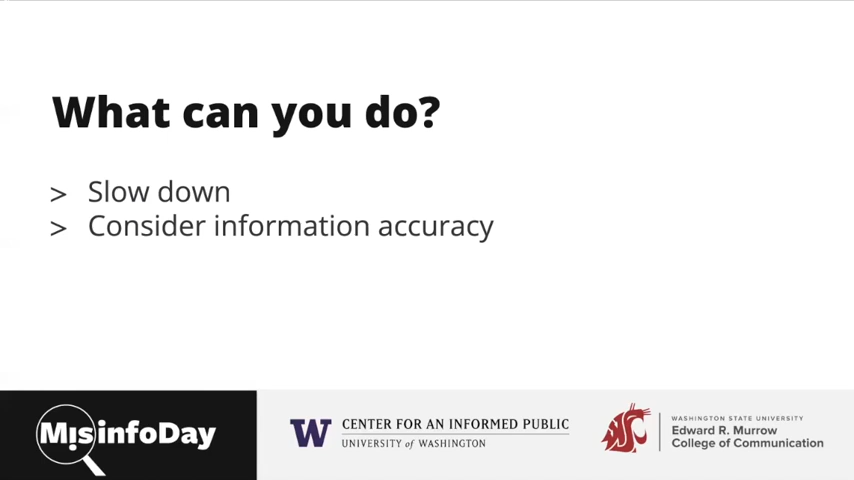 What can you do?
> Slow down
> Consider information accuracy
MisinfoDay
W
CENTER FOR AN INFORMED PUBLIC
UNIVERSITY of WASHINGTON
WSU
WASHINGTON STATE UNIVERSITY
Edward R. Murrow
College of Communication